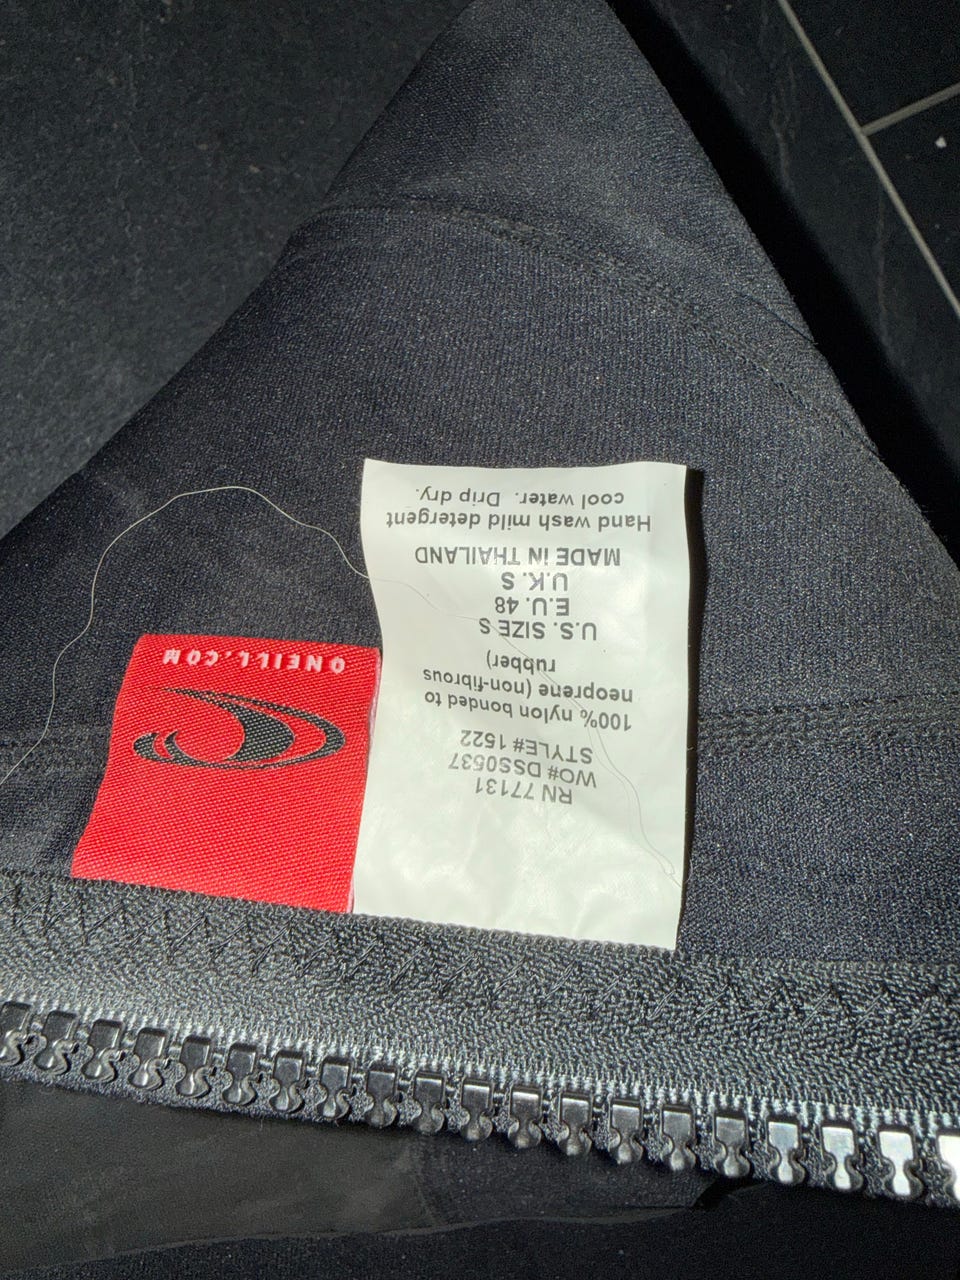 RN 77131
WO# DSS0537
STYLE# 1522
100% nylon bonded to
neoprene (non-fibrous
rubber)
U.S. SIZE S
E.U. 48
U.K. S
MADE IN THAILAND
Hand wash mild detergent
cool water. Drip dry.
ONEILL.COM